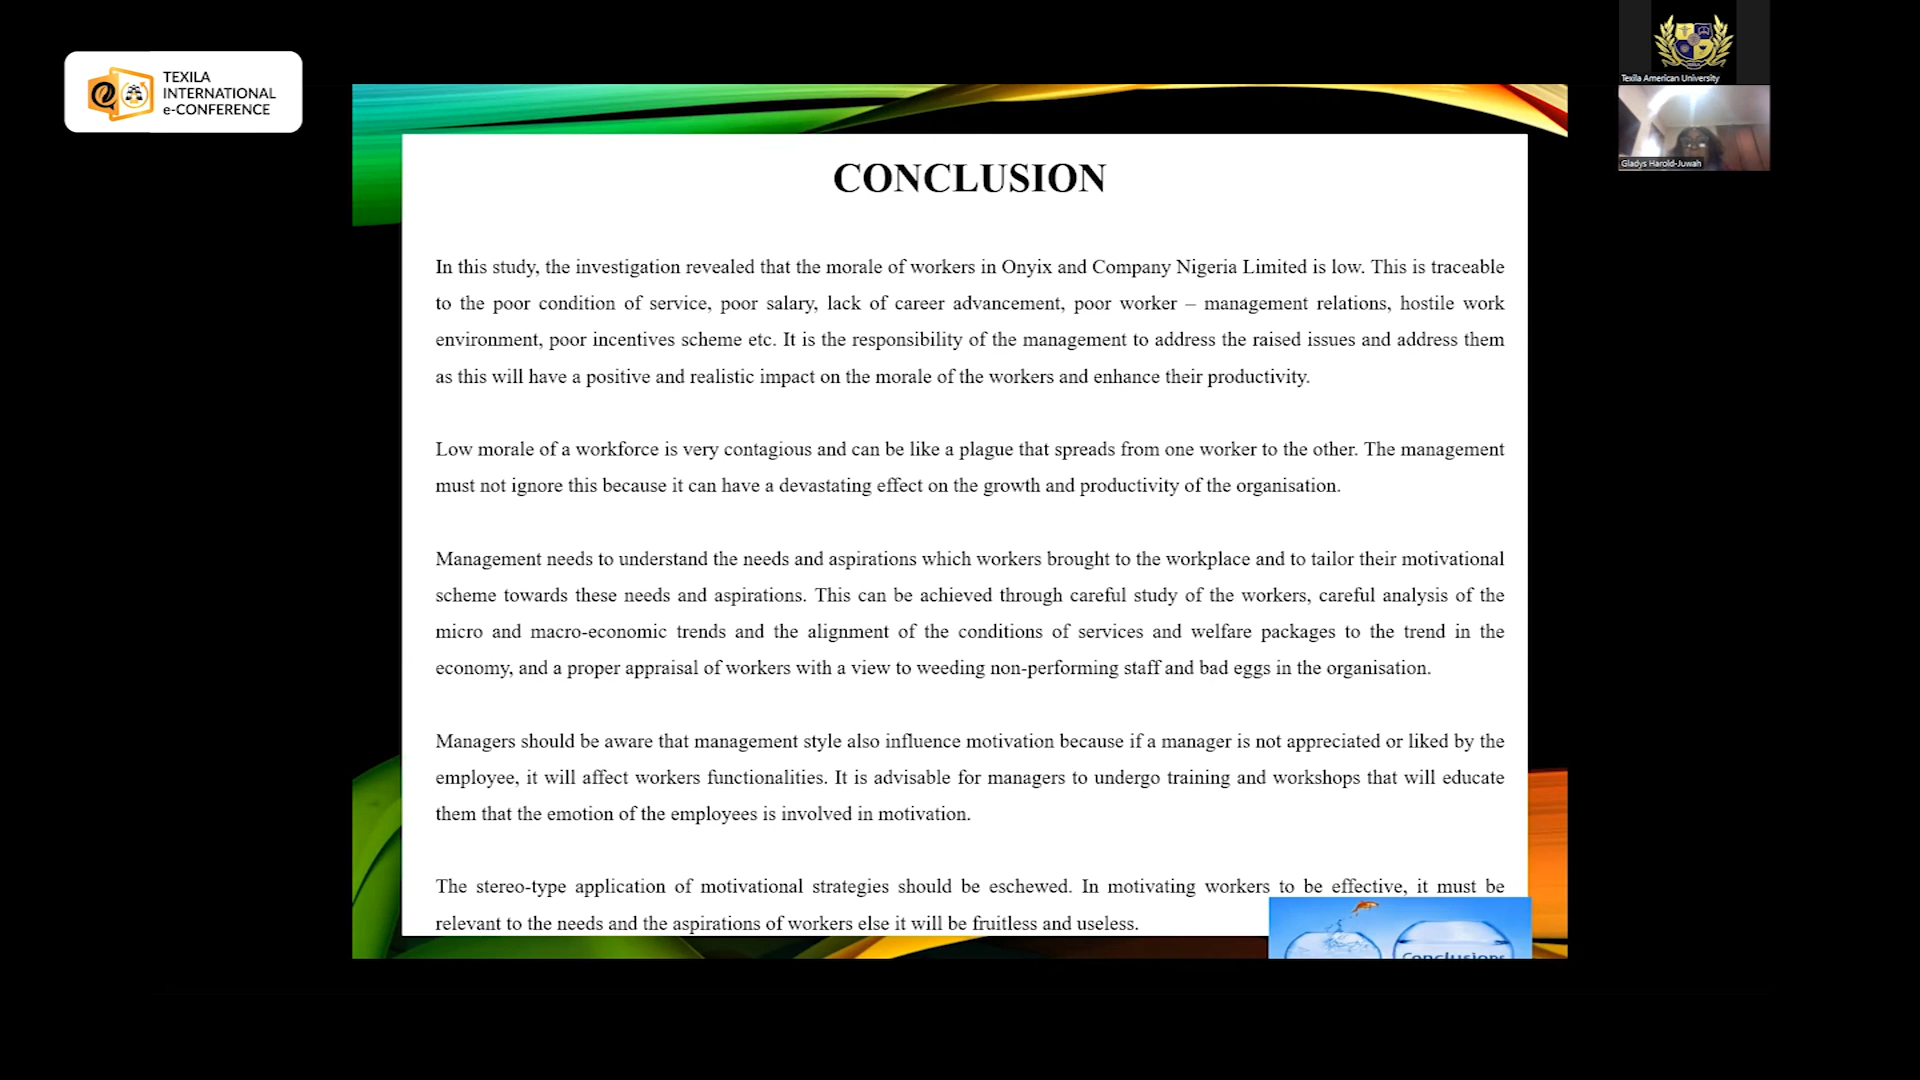 TEXILA
INTERNATIONAL
e-CONFERENCE
Texila American University
Gladys Harold-Juwah
CONCLUSION
In this study, the investigation revealed that the morale of workers in Onyix and Company Nigeria Limited is low. This is traceable
to the poor condition of service, poor salary, lack of career advancement, poor worker – management relations, hostile work
environment, poor incentives scheme etc. It is the responsibility of the management to address the raised issues and address them
as this will have a positive and realistic impact on the morale of the workers and enhance their productivity.
Low morale of a workforce is very contagious and can be like a plague that spreads from one worker to the other. The management
must not ignore this because it can have a devastating effect on the growth and productivity of the organisation.
Management needs to understand the needs and aspirations which workers brought to the workplace and to tailor their motivational
scheme towards these needs and aspirations. This can be achieved through careful study of the workers, careful analysis of the
micro and macro-economic trends and the alignment of the conditions of services and welfare packages to the trend in the
economy, and a proper appraisal of workers with a view to weeding non-performing staff and bad eggs in the organisation.
Managers should be aware that management style also influence motivation because if a manager is not appreciated or liked by the
employee, it will affect workers functionalities. It is advisable for managers to undergo training and workshops that will educate
them that the emotion of the employees is involved in motivation.
The stereo-type application of motivational strategies should be eschewed. In motivating workers to be effective, it must be
relevant to the needs and the aspirations of workers else it will be fruitless and useless.
Conclusions